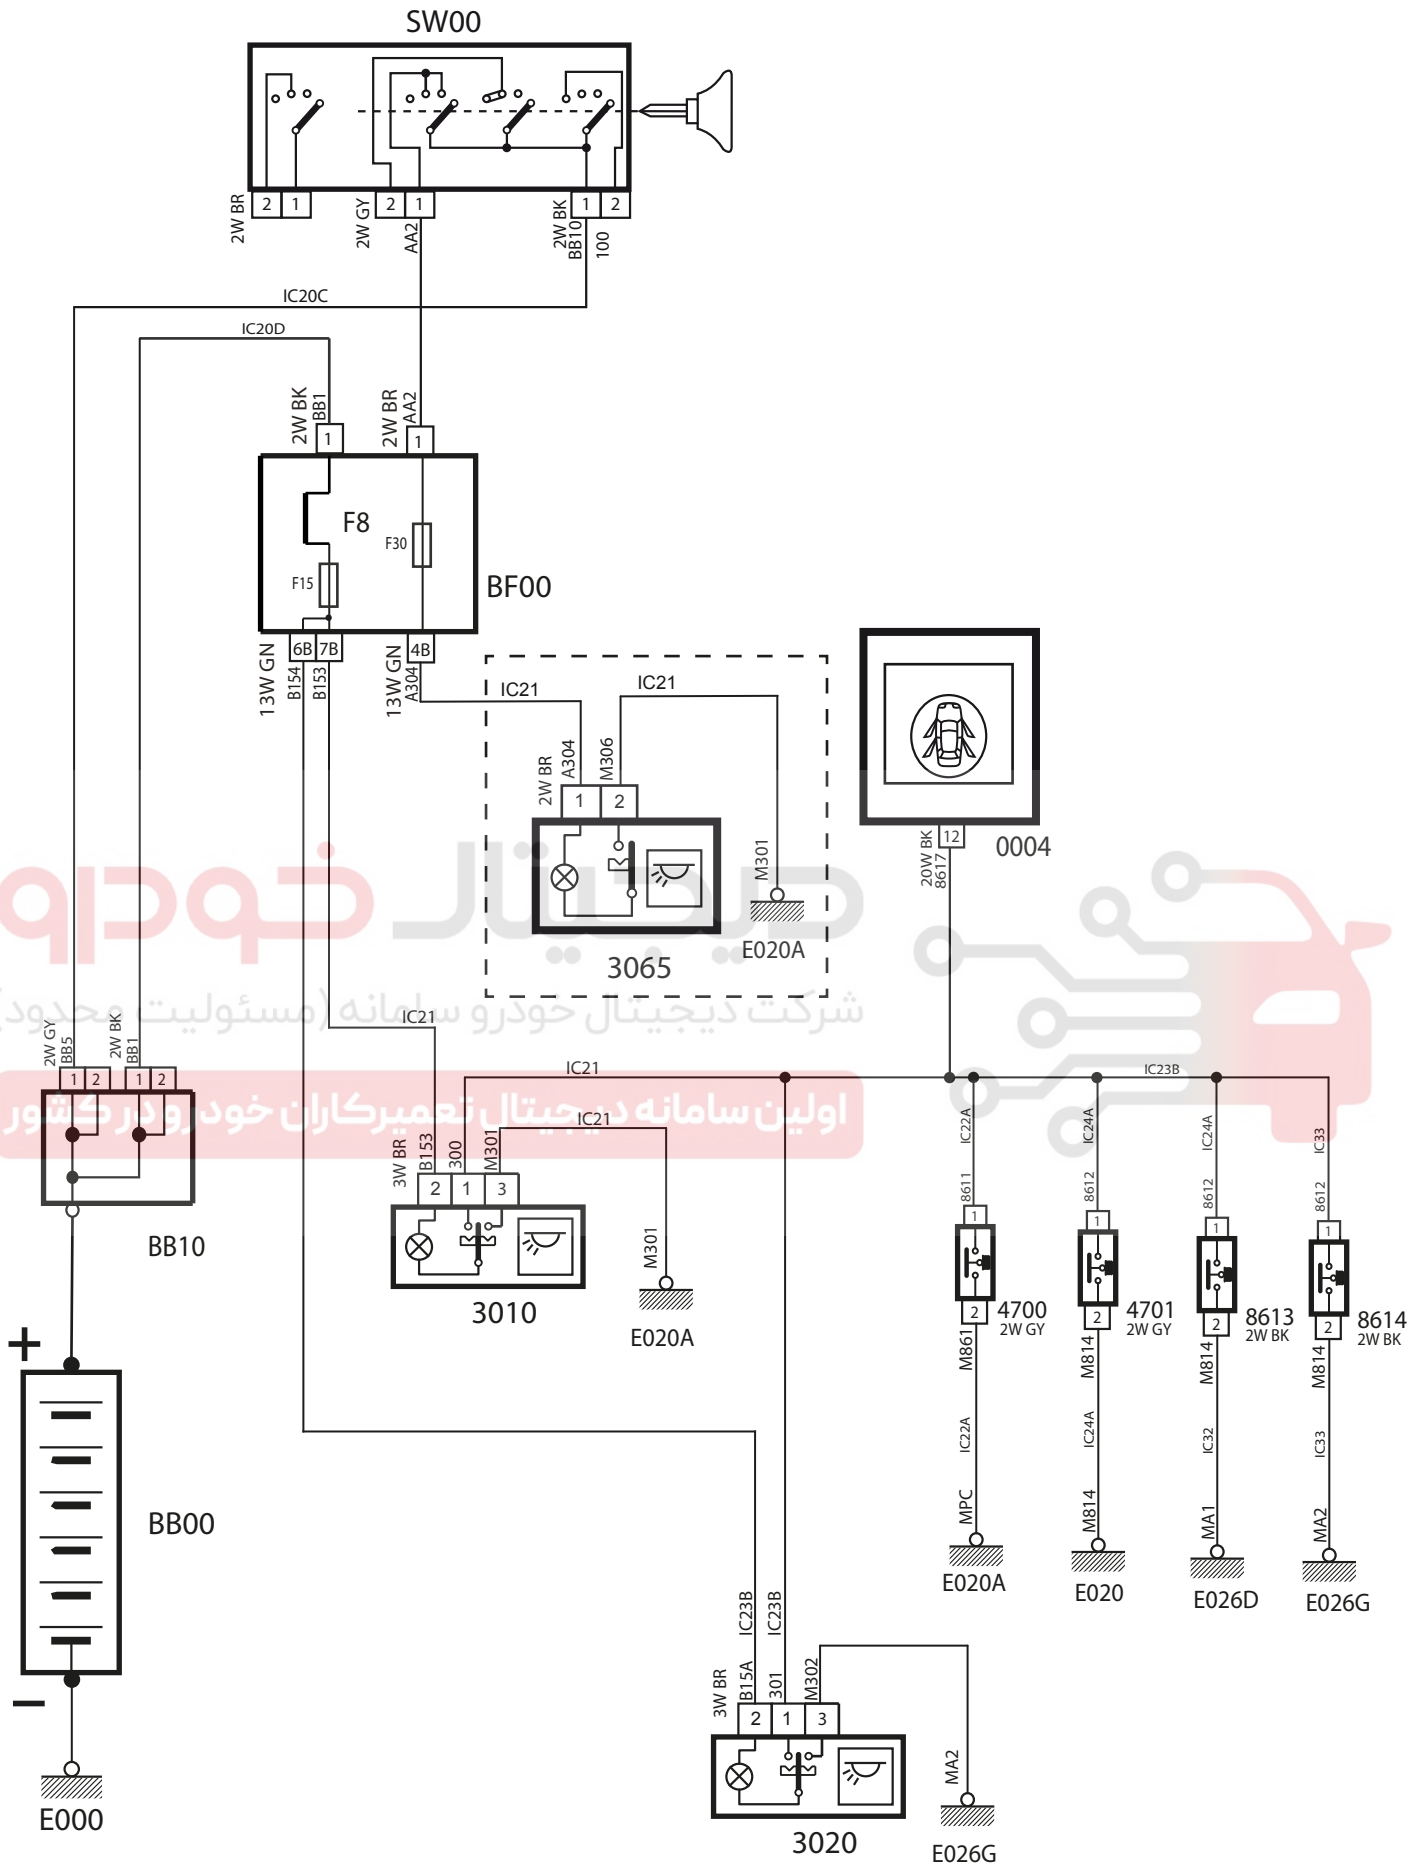 SW00
2W BR
2
1
2W GY
2
1
AA2
2W BK
BB10
1
2
100
IC20C
IC20D
2W BK
BB1
1
2W BR
AA2
1
F8
F30
F15
BF00
13W GN
6B
7B
B154
B153
13W GN
4B
A304
IC21
IC21
2W BR
A304
M306
1
2
M301
3065
E020A
12
20W BK
8617
0004
دیجیتال خودرو
شرکت دیجیتال خودرو سامانه (مسئولیت محدود)
اولین سامانه دیجیتال تعمیرکاران خودرو در کشور
IC21
2W GY
BB5
2W BK
BB1
1
2
1
2
BB10
IC21
IC23B
IC21
3W BR
B153
300
M301
2
1
3
3010
M301
E020A
IC22A
8611
1
2
4700
2W GY
M861
IC22A
MPC
E020A
IC24A
8612
1
2
4701
2W GY
M814
IC24A
M814
E020
IC24A
8612
1
2
8613
2W BK
M814
IC32
MA1
E026D
IC33
8612
1
2
8614
2W BK
M814
IC33
MA2
E026G
+
BB00
−
E000
IC23B
IC23B
3W BR
B15A
301
M302
2
1
3
3020
MA2
E026G